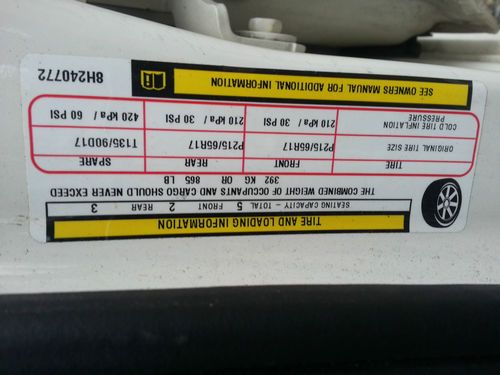 TIRE AND LOADING INFORMATION
SEATING CAPACITY - TOTAL 5 FRONT 2 REAR 3
THE COMBINED WEIGHT OF OCCUPANTS AND CARGO SHOULD NEVER EXCEED
392 KG OR 865 LB
TIRE FRONT REAR SPARE
ORIGINAL TIRE SIZE P215/65R17 P215/65R17 T135/90D17
COLD TIRE INFLATION PRESSURE 210 kPa / 30 PSI 210 kPa / 30 PSI 420 kPa / 60 PSI
SEE OWNERS MANUAL FOR ADDITIONAL INFORMATION
8H240772